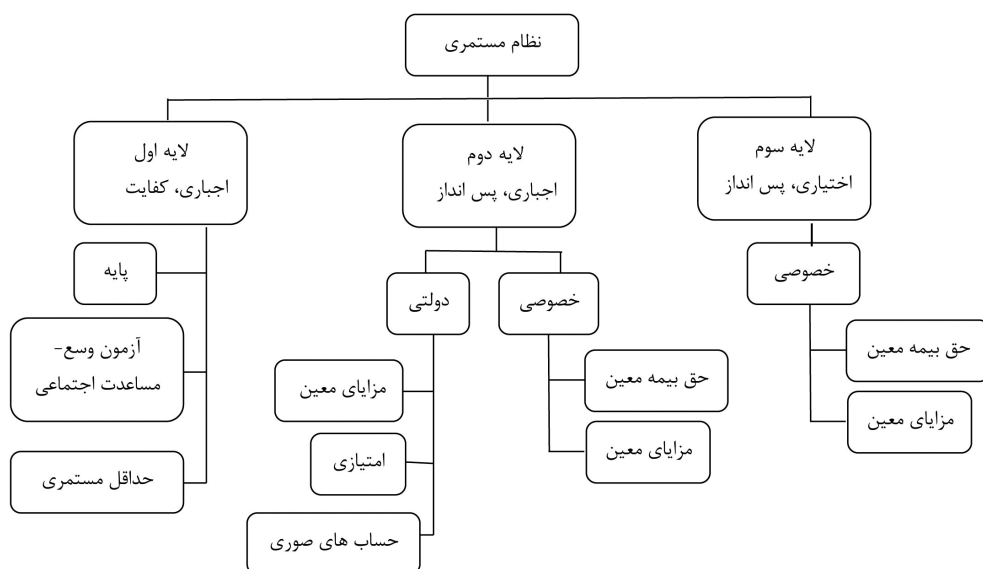 نظام مستمری
لایه سوم
اختیاری، پس انداز
خصوصی
حق بیمه معین
مزایای معین
لایه دوم
اجباری، پس انداز
خصوصی
حق بیمه معین
مزایای معین
دولتی
مزایای معین
امتیازی
حساب های صوری
لایه اول
اجباری، کفایت
پایه
آزمون وسع-
مساعدت اجتماعی
حداقل مستمری